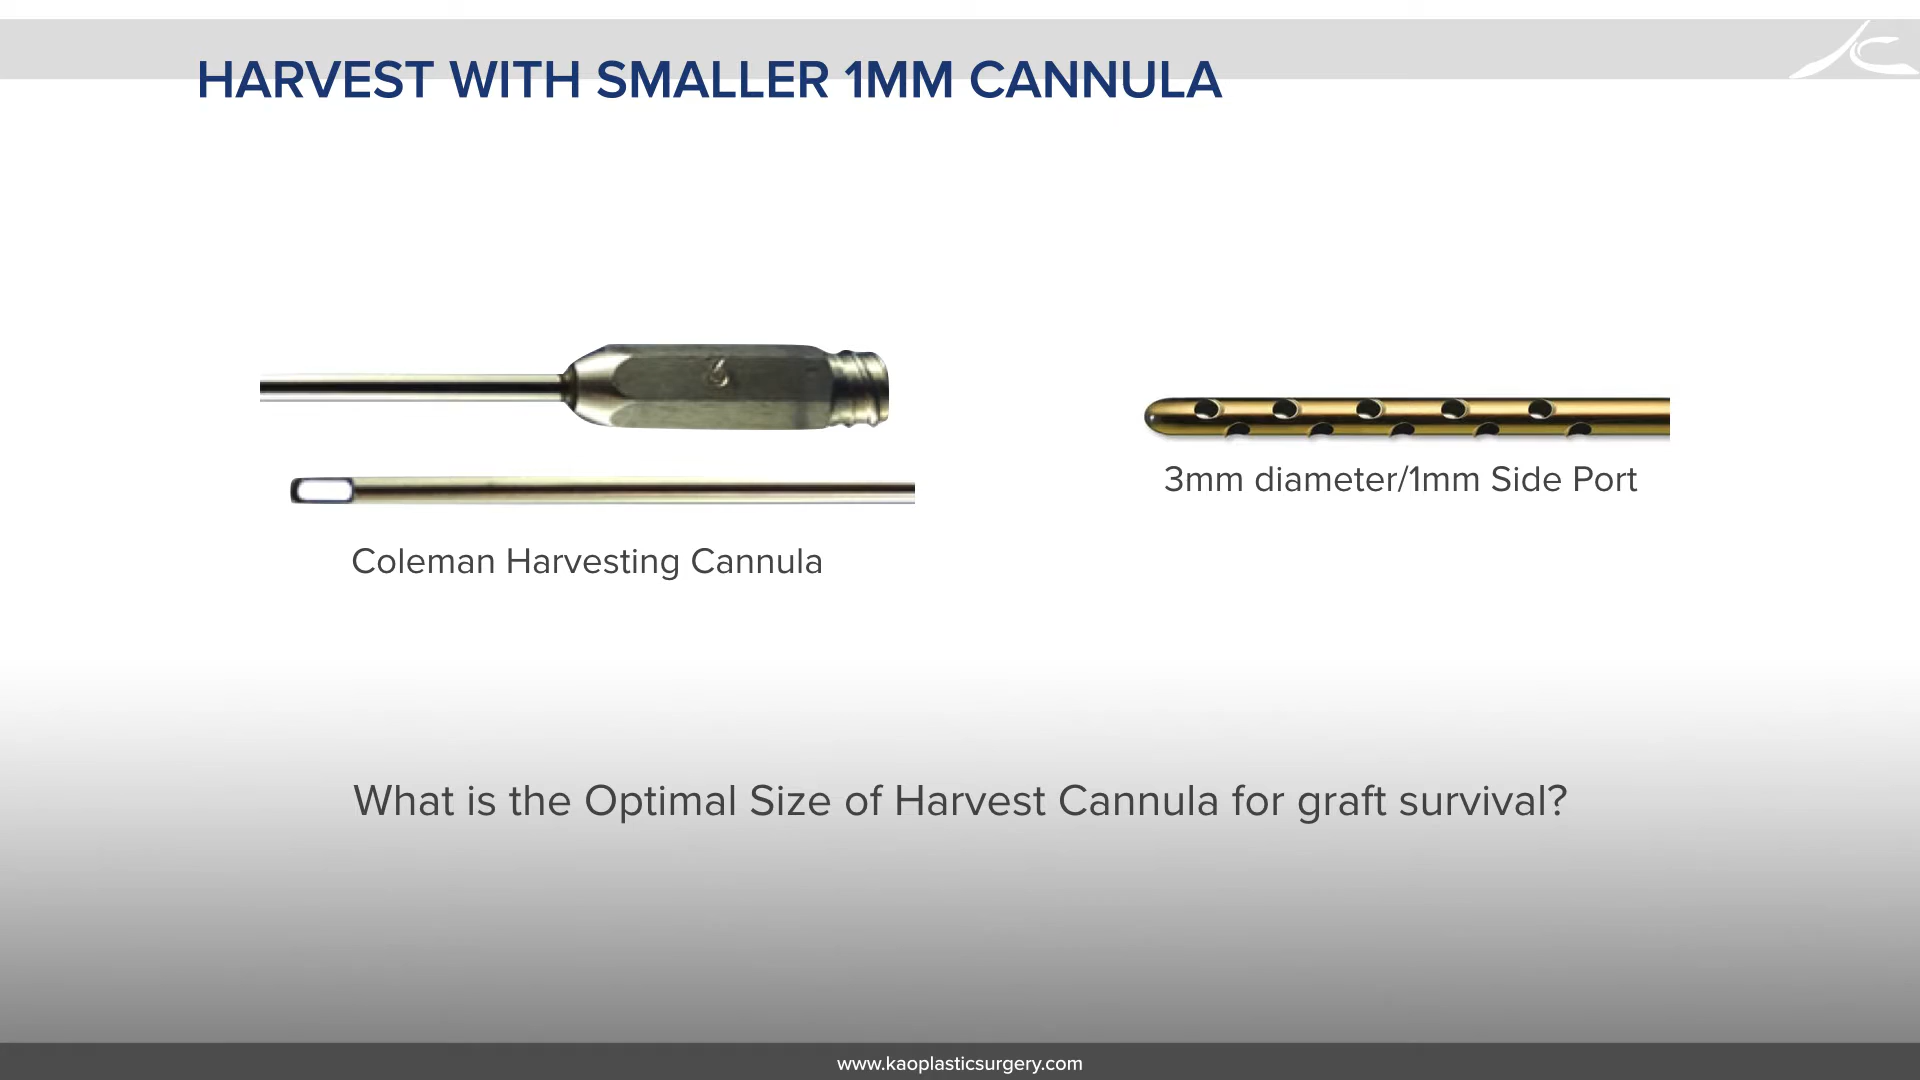 HARVEST WITH SMALLER 1MM CANNULA
3mm diameter/1mm Side Port
Coleman Harvesting Cannula
What is the Optimal Size of Harvest Cannula for graft survival?
www.kaoplasticsurgery.com